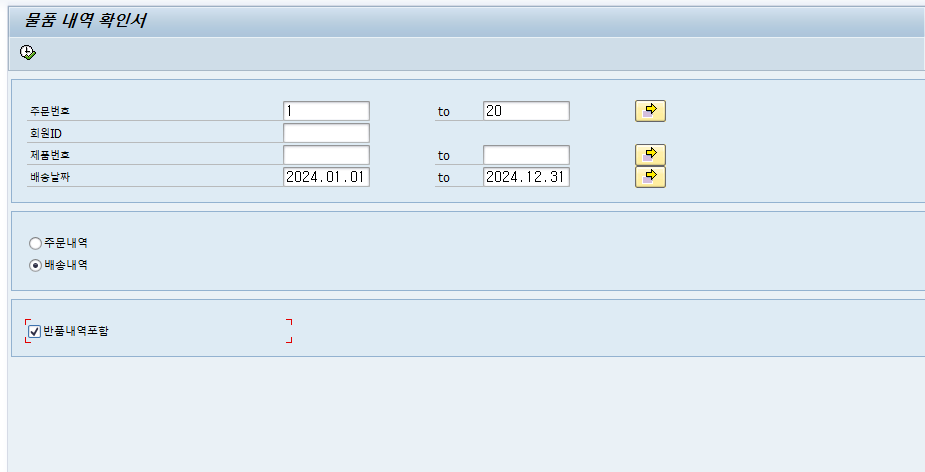 물품 내역 확인서
주문번호 1 to 20
회원ID
제품번호 to
배송날짜 2024.01.01 to 2024.12.31
주문내역
배송내역
반품내역포함